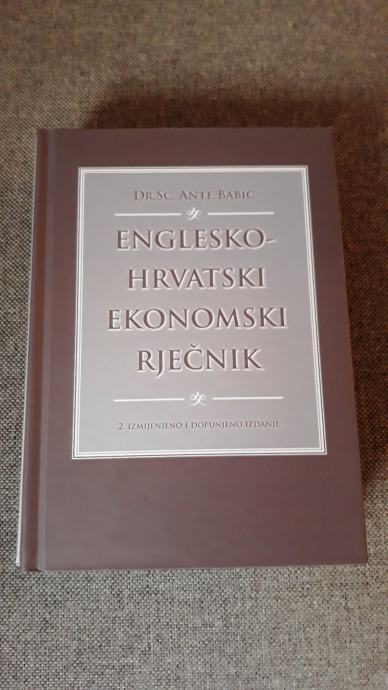 DR.SC. ANTE BABIĆ
ENGLESKO-
HRVATSKI
EKONOMSKI
RJEČNIK
2. IZMIJENJENO I DOPUNJENO IZDANJE